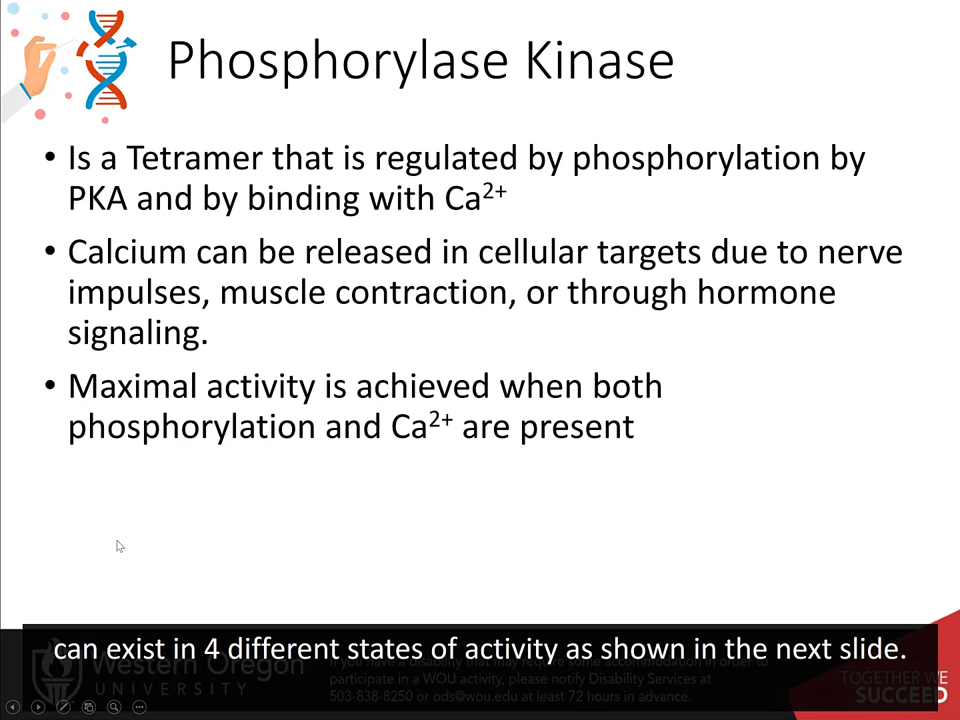 Phosphorylase Kinase
• Is a Tetramer that is regulated by phosphorylation by
PKA and by binding with Ca²⁺
• Calcium can be released in cellular targets due to nerve
impulses, muscle contraction, or through hormone
signaling.
• Maximal activity is achieved when both
phosphorylation and Ca²⁺ are present
can exist in 4 different states of activity as shown in the next slide.
Western Oregon
UNIVERSITY
If you have a disability that may require some accommodation in order to
participate in a WOU activity, please notify Disability Services at
503-838-8250 or ods@wou.edu at least 72 hours in advance.
TOGETHER WE
SUCCEED